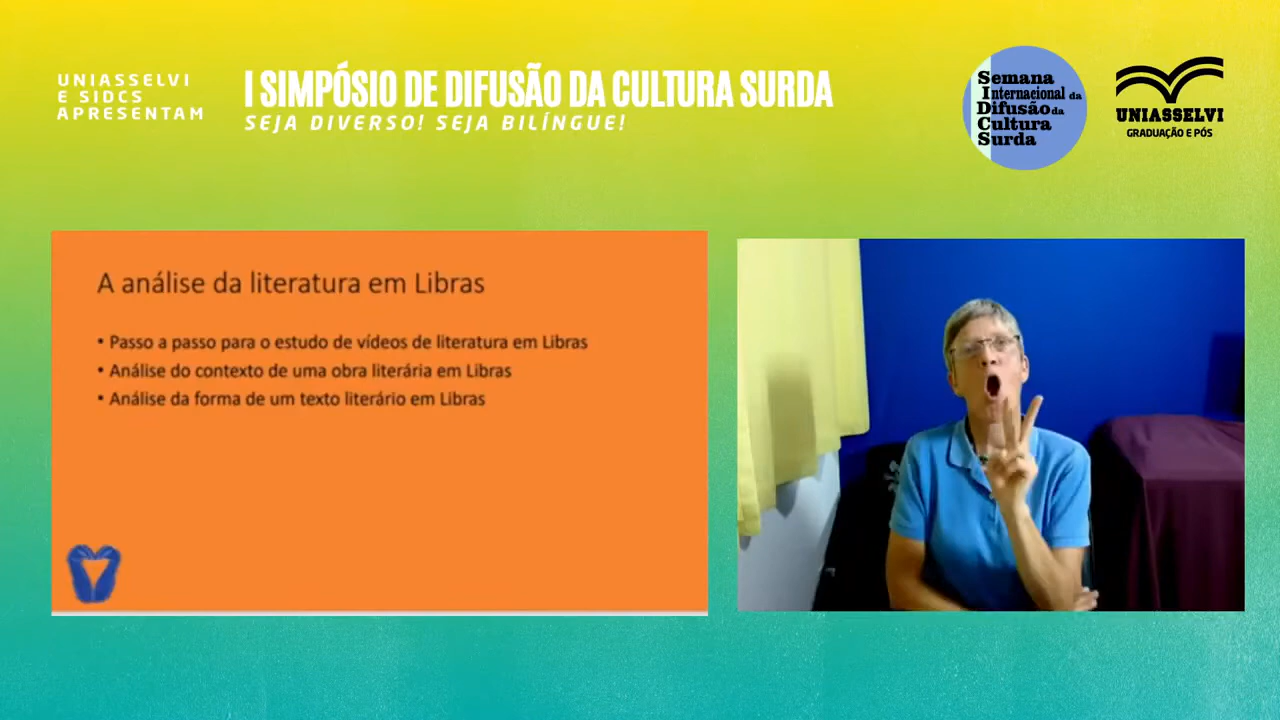 UNIASSELVI
E SIDCS
APRESENTAM
I SIMPÓSIO DE DIFUSÃO DA CULTURA SURDA
SEJA DIVERSO! SEJA BILÍNGUE!
Semana
Internacional da
Difusão da
Cultura
Surda
UNIASSELVI
GRADUAÇÃO E PÓS
A análise da literatura em Libras
• Passo a passo para o estudo de vídeos de literatura em Libras
• Análise do contexto de uma obra literária em Libras
• Análise da forma de um texto literário em Libras